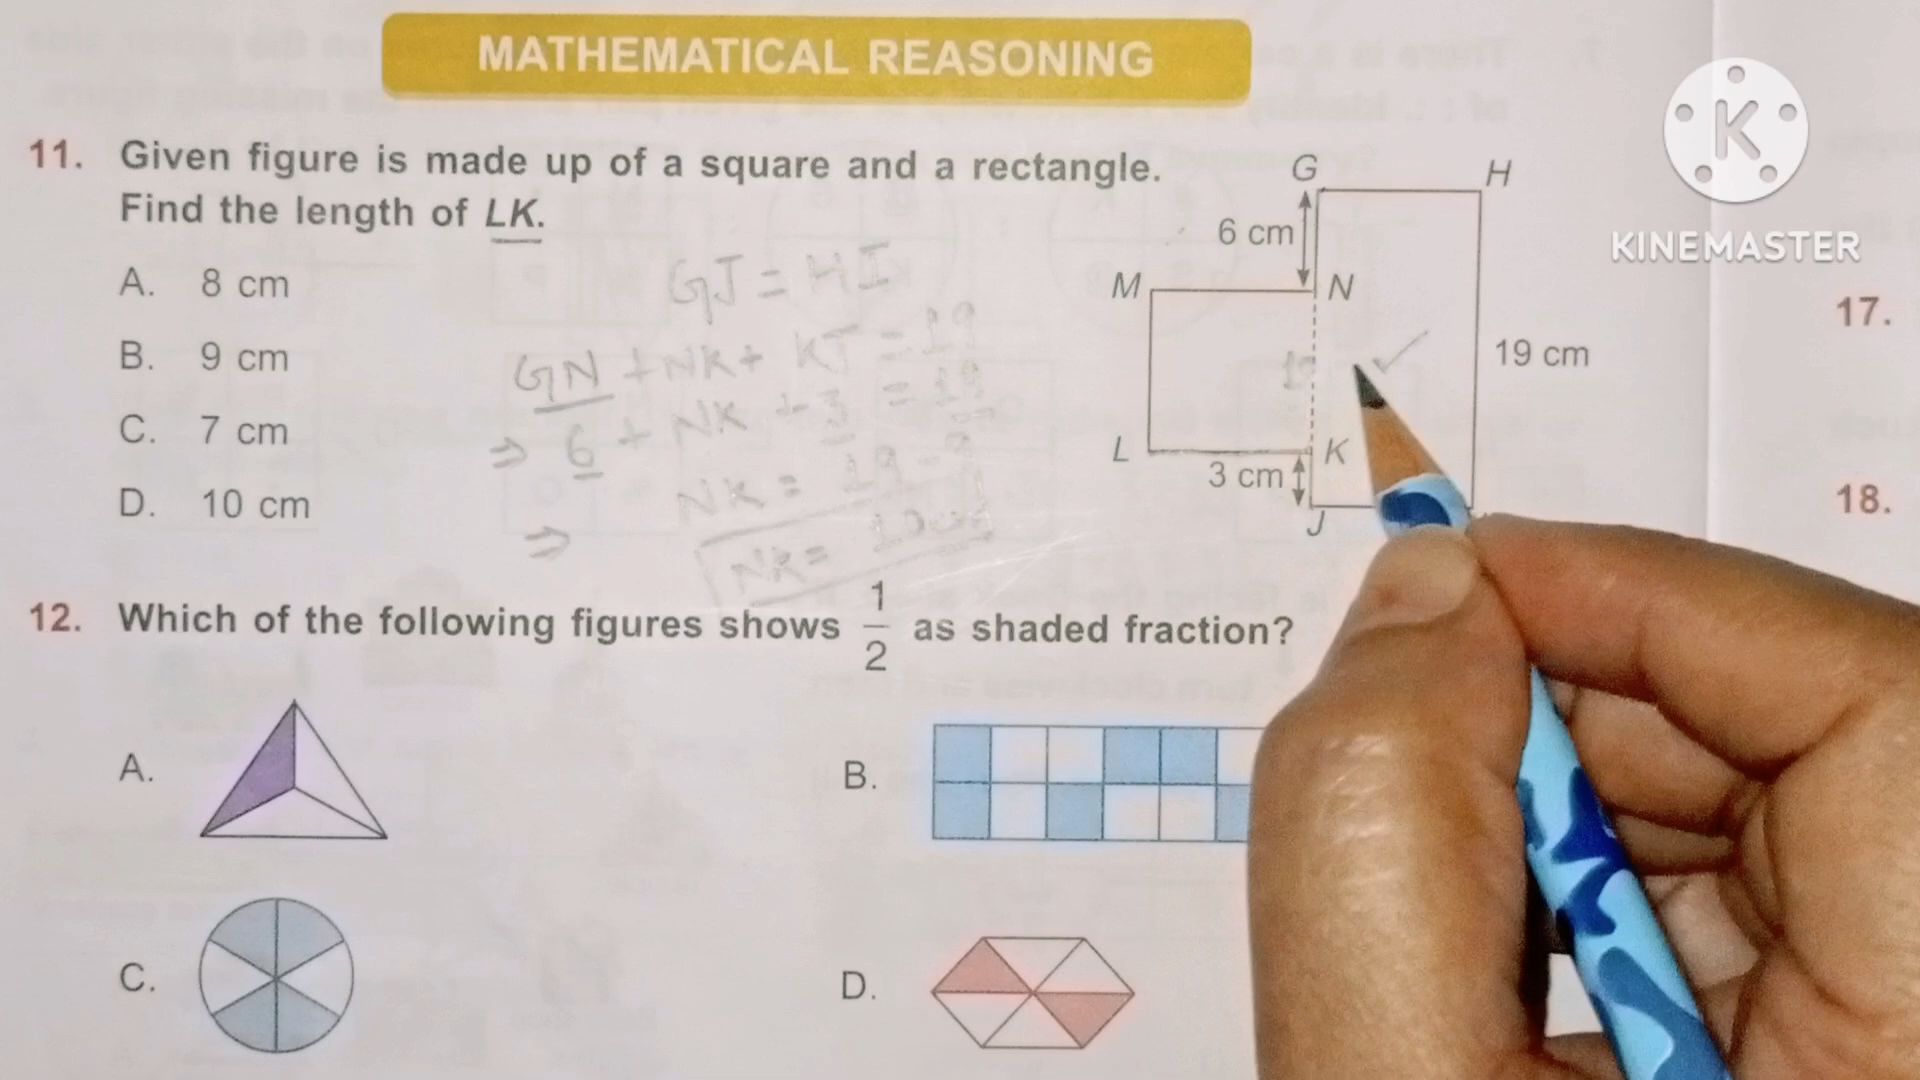 MATHEMATICAL REASONING
11. Given figure is made up of a square and a rectangle.
Find the length of LK.
A. 8 cm
B. 9 cm
C. 7 cm
D. 10 cm
GJ = HI
GN + NK + KJ = 19
⇒ 6 + NK + 3 = 19
NK = 19 - 9
⇒ NK =
G H
6 cm
M N
19 cm
L K
3 cm
J
KINEMASTER
17.
18.
12. Which of the following figures shows 1/2 as shaded fraction?
A.
B.
C.
D.